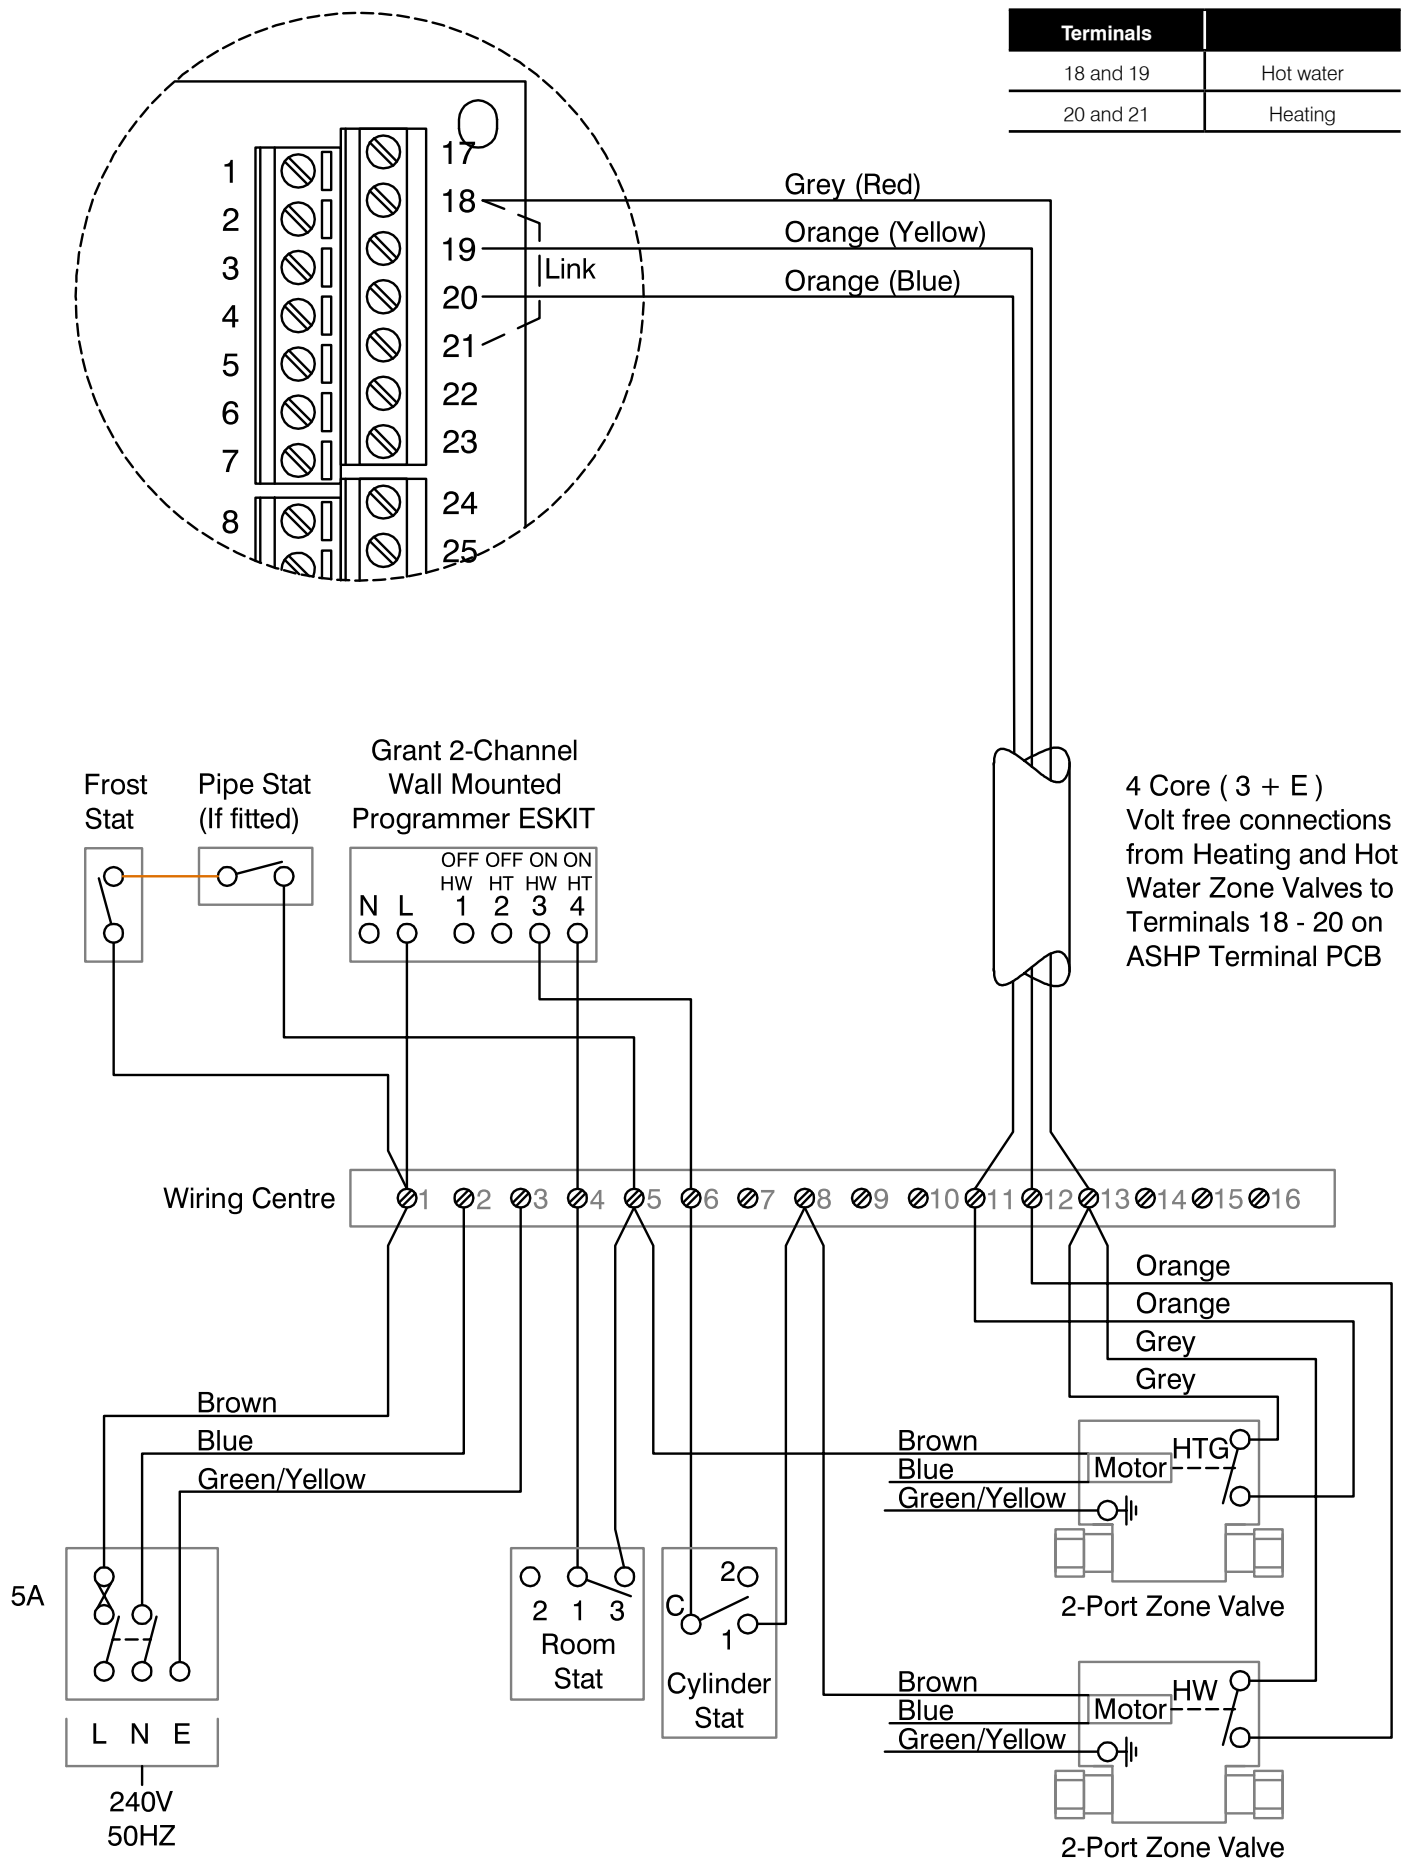 Terminals
18 and 19 Hot water
20 and 21 Heating
1
2
3
4
5
6
7
8
17
18
19
20
21
22
23
24
25
Link
Grey (Red)
Orange (Yellow)
Orange (Blue)
4 Core ( 3 + E )
Volt free connections
from Heating and Hot
Water Zone Valves to
Terminals 18 - 20 on
ASHP Terminal PCB
Frost
Stat
Pipe Stat
(If fitted)
Grant 2-Channel
Wall Mounted
Programmer ESKIT
OFF OFF ON ON
HW HT HW HT
N L 1 2 3 4
Wiring Centre
1 2 3 4 5 6 7 8 9 10 11 12 13 14 15 16
Orange
Orange
Grey
Grey
Brown
Blue
Green/Yellow
5A
L N E
240V
50HZ
2 1 3
Room
Stat
2
C
1
Cylinder
Stat
Brown
Blue
Green/Yellow
Motor
HTG
2-Port Zone Valve
Brown
Blue
Green/Yellow
Motor
HW
2-Port Zone Valve